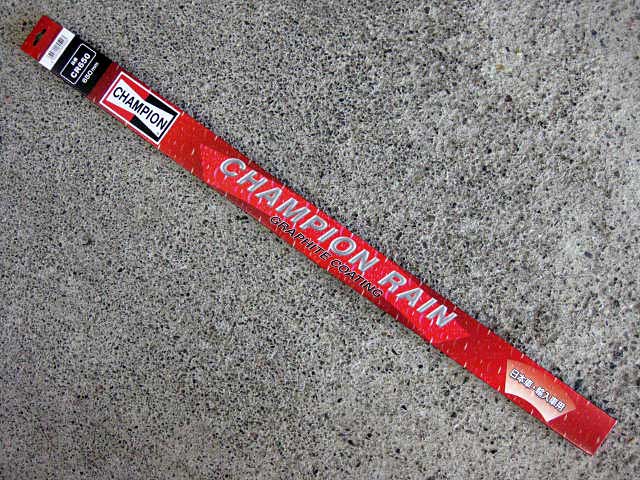 CR650
650mm
CHAMPION
CHAMPION RAIN
GRAPHITE COATING
日本車・輸入車用